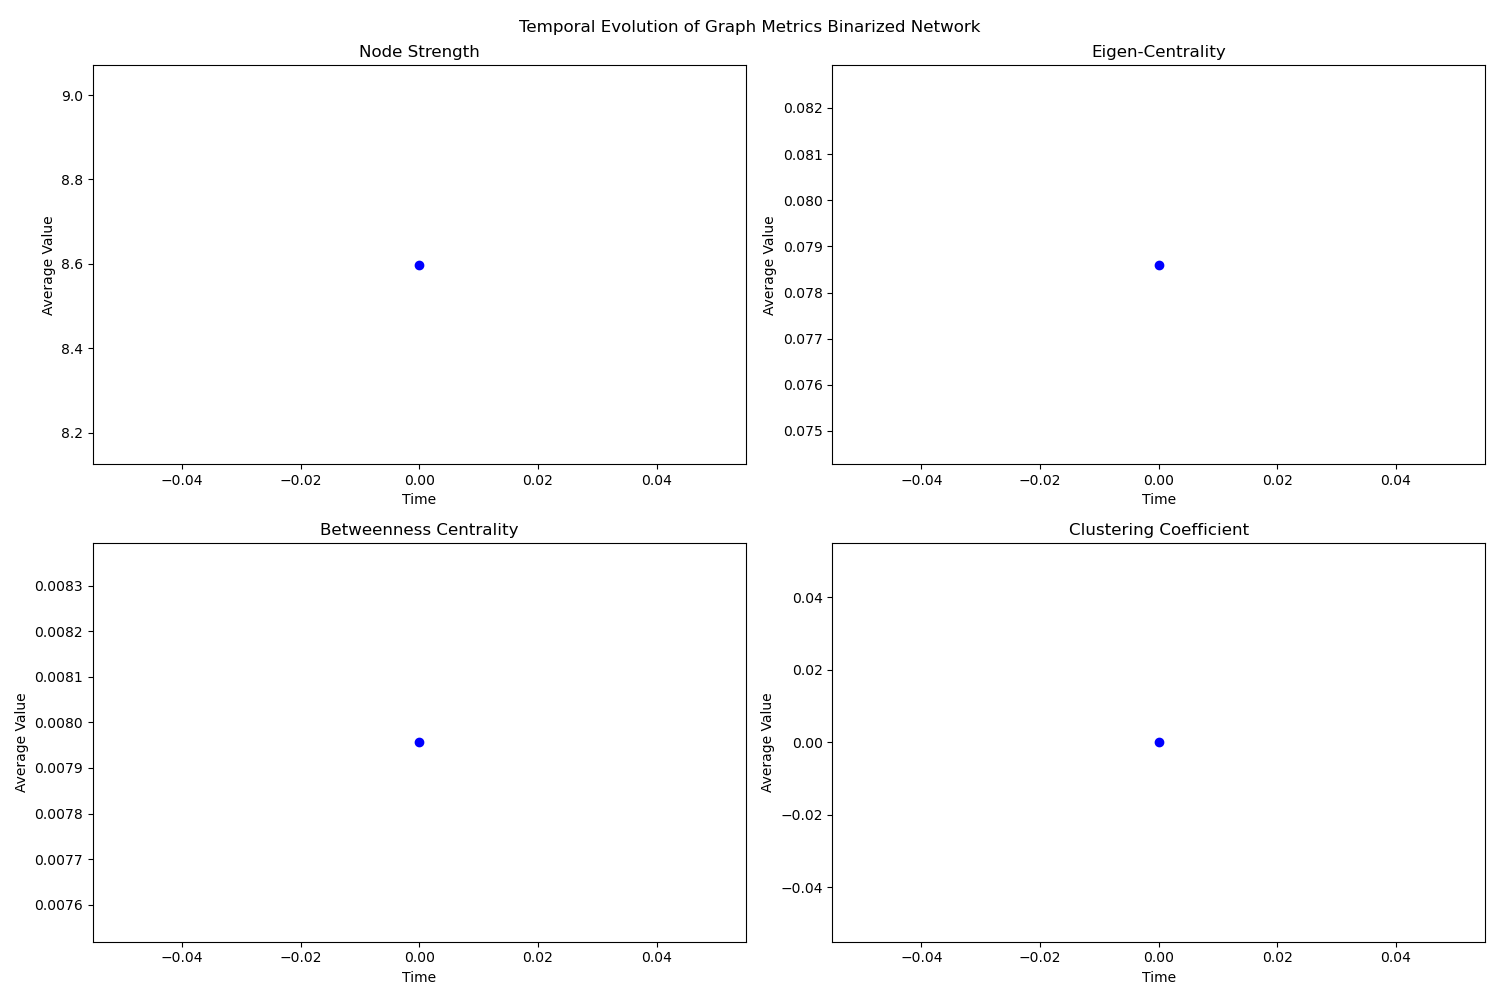 Temporal Evolution of Graph Metrics Binarized Network
Node Strength
9.0
8.8
8.6
8.4
8.2
Average Value
−0.04 −0.02 0.00 0.02 0.04
Time
Eigen-Centrality
0.082
0.081
0.080
0.079
0.078
0.077
0.076
0.075
Average Value
−0.04 −0.02 0.00 0.02 0.04
Time
Betweenness Centrality
0.0083
0.0082
0.0081
0.0080
0.0079
0.0078
0.0077
0.0076
Average Value
−0.04 −0.02 0.00 0.02 0.04
Time
Clustering Coefficient
0.04
0.02
0.00
−0.02
−0.04
Average Value
−0.04 −0.02 0.00 0.02 0.04
Time